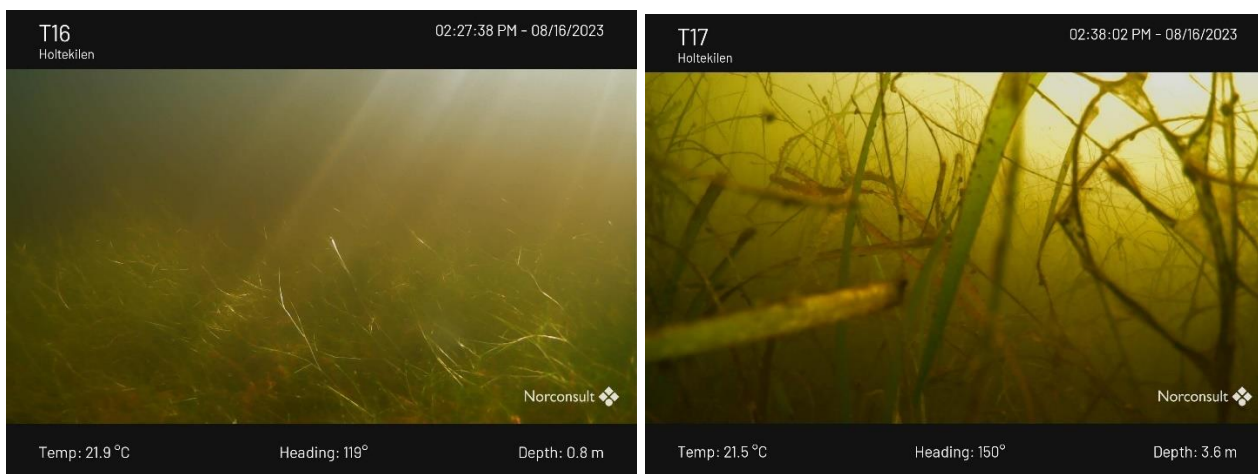 T16
Holtekilen
02:27:38 PM - 08/16/2023
Norconsult
Temp: 21.9 °C
Heading: 119°
Depth: 0.8 m
T17
Holtekilen
02:38:02 PM - 08/16/2023
Norconsult
Temp: 21.5 °C
Heading: 150°
Depth: 3.6 m